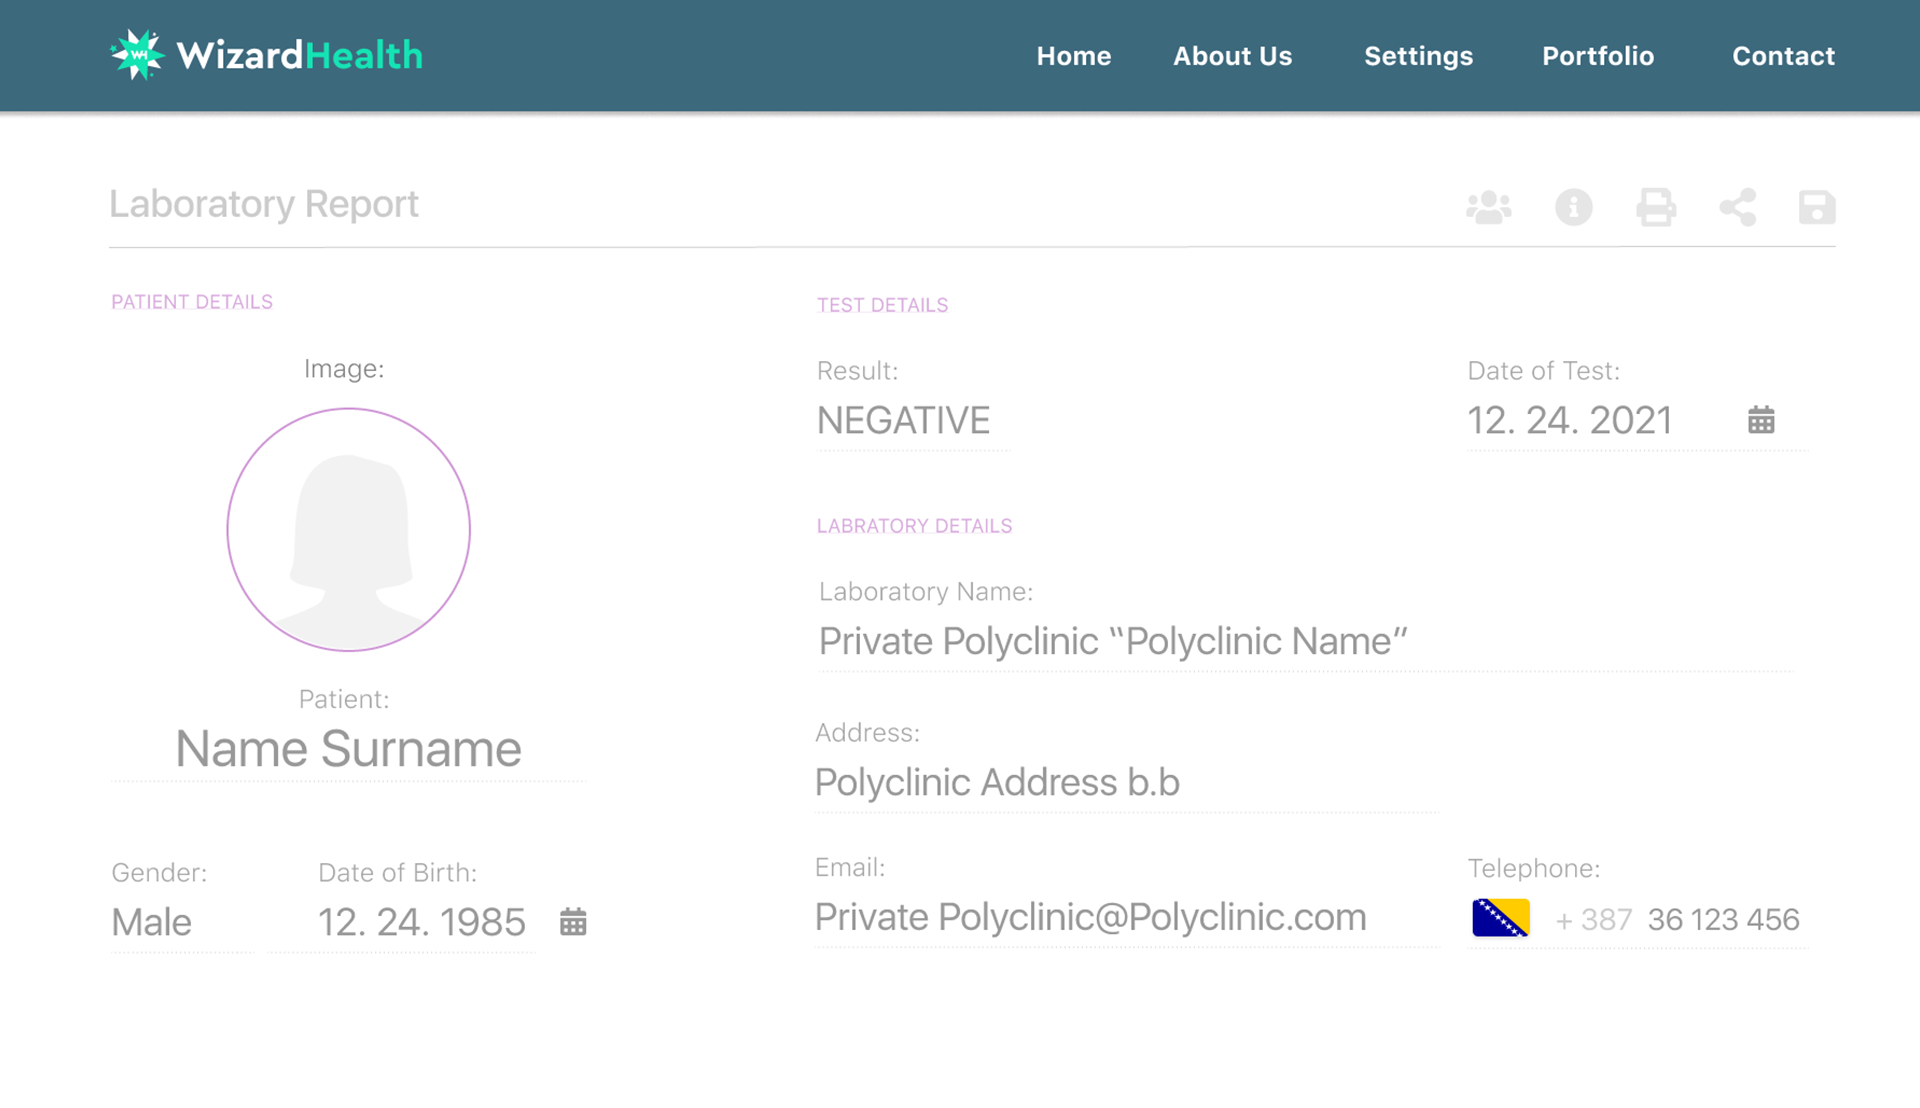 WH WizardHealth
Home About Us Settings Portfolio Contact
Laboratory Report
PATIENT DETAILS
Image:
Patient:
Name Surname
Gender: Date of Birth:
Male 12. 24. 1985
TEST DETAILS
Result: Date of Test:
NEGATIVE 12. 24. 2021
LABRATORY DETAILS
Laboratory Name:
Private Polyclinic “Polyclinic Name”
Address:
Polyclinic Address b.b
Email: Telephone:
Private Polyclinic@Polyclinic.com + 387 36 123 456